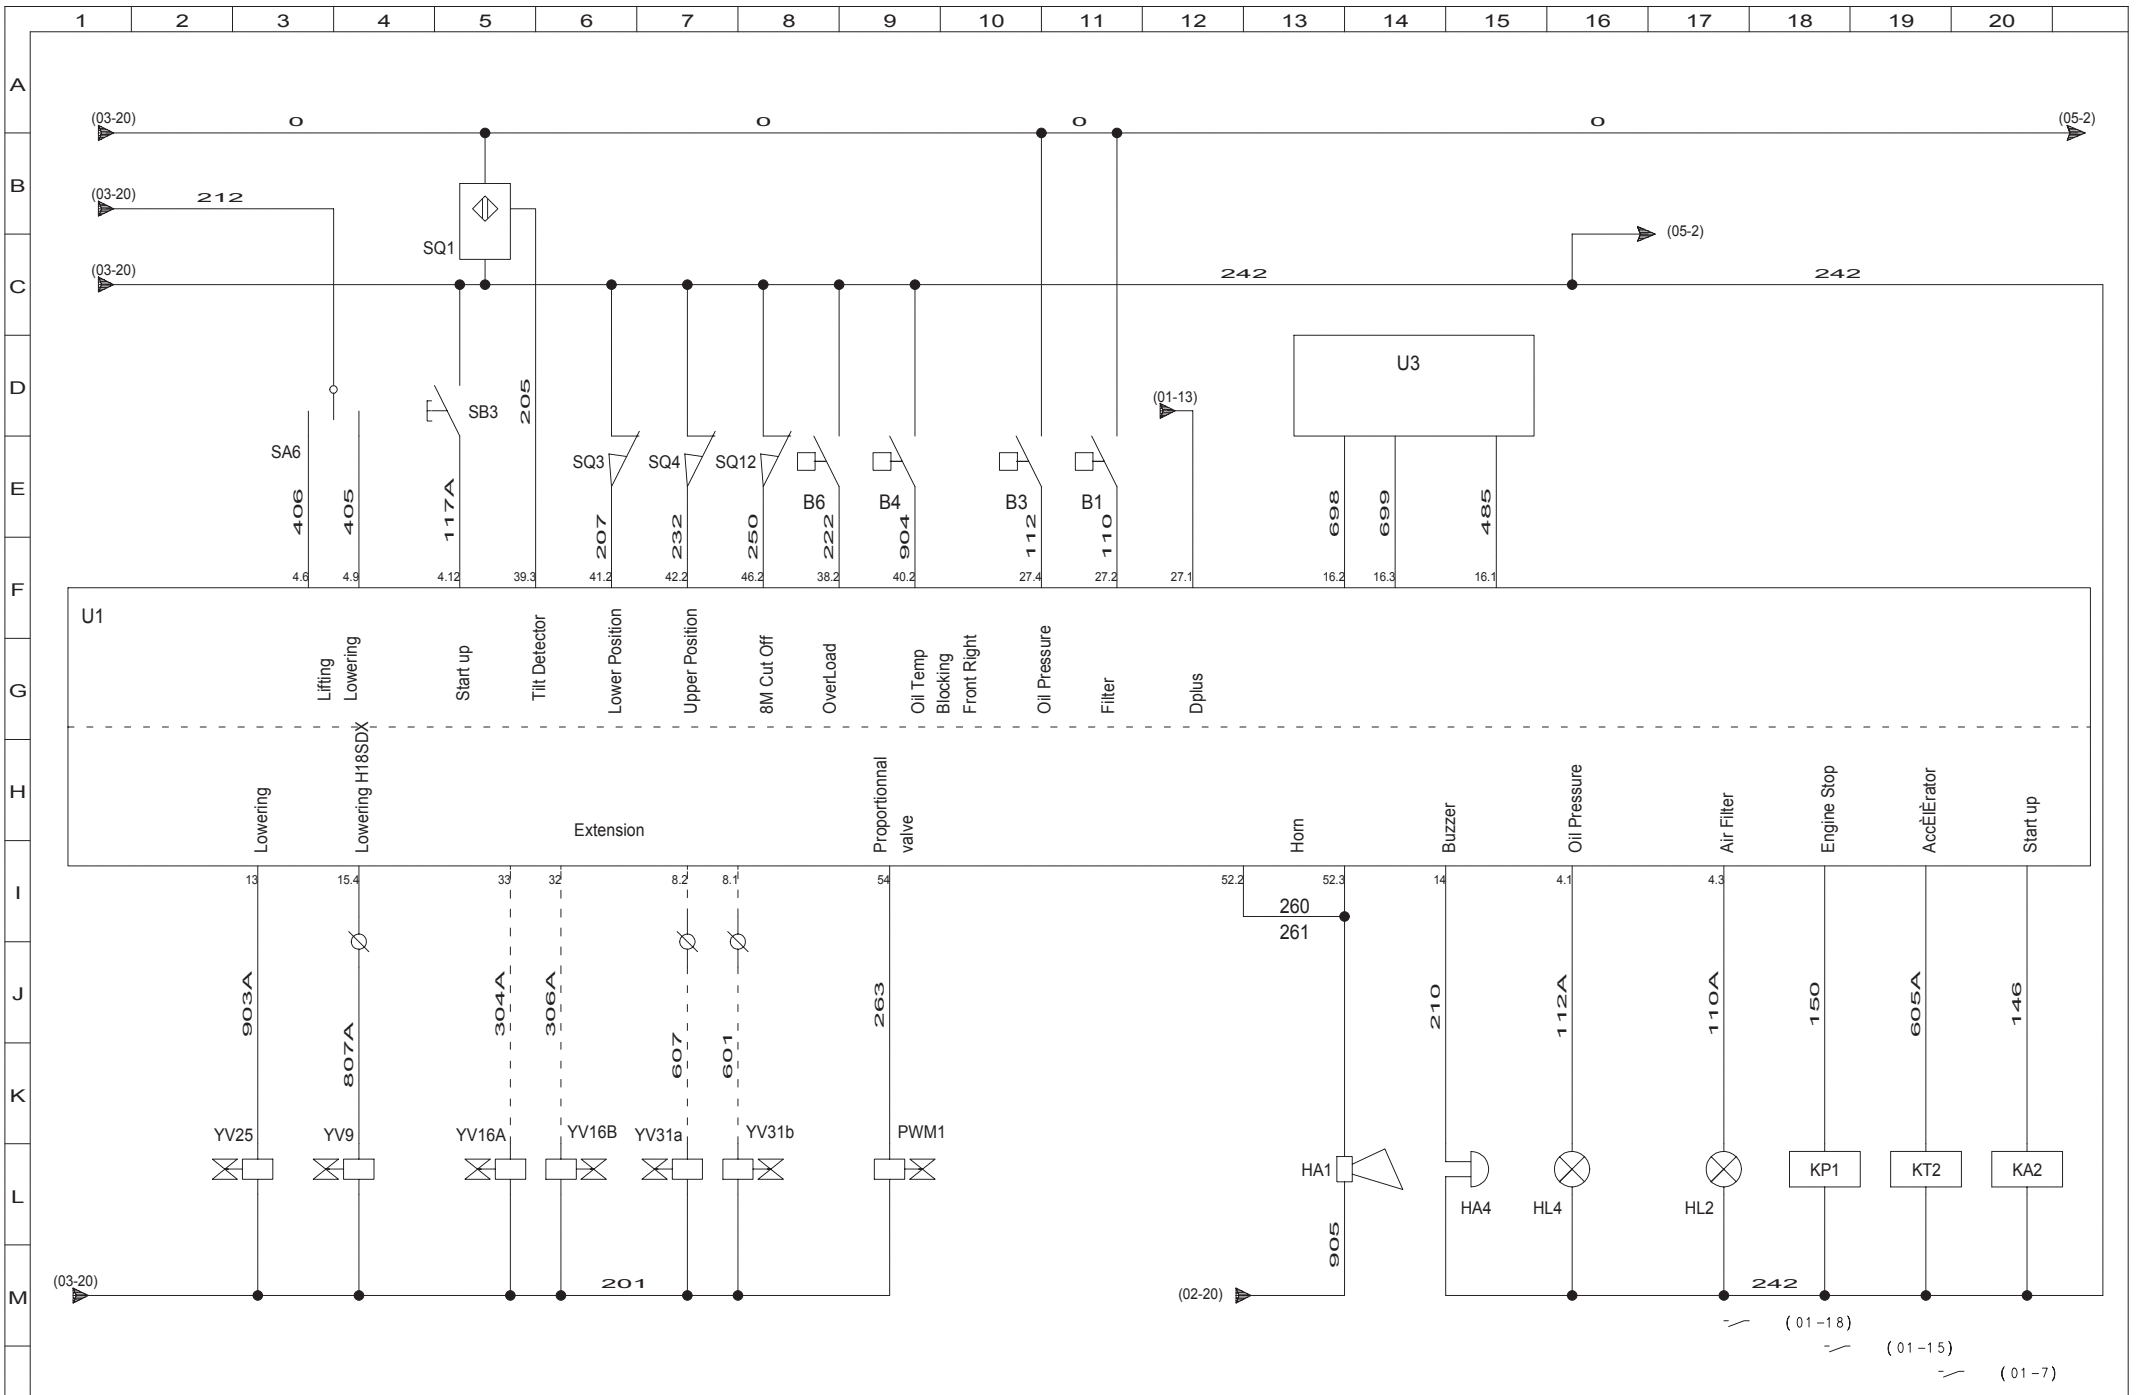 1 2 3 4 5 6 7 8 9 10 11 12 13 14 15 16 17 18 19 20
A
(03-20) 0 0 0 0 (05-2)
B
(03-20) 212
SQ1 (05-2)
(03-20) 242 242
C
U3
D
SB3 205 (01-13)
SA6 SQ3 SQ4 SQ12
E
B6 B4 B3 B1
406 405 117A 207 232 250 222 904 112 110 698 699 485
4.6 4.9 4.12 39.3 41.2 42.2 46.2 38.2 40.2 27.4 27.2 27.1 16.2 16.3 16.1
F
U1
Lifting
Lowering
Start up
Tilt Detector
Lower Position
Upper Position
8M Cut Off
OverLoad
Oil Temp
Blocking
Front Right
Oil Pressure
Filter
Dplus
G
H
Lowering
Lowering H18SDX
Extension
Proportionnal
valve
Horn
Buzzer
Oil Pressure
Air Filter
Engine Stop
AccÈlÈrator
Start up
13 15.4 33 32 8.2 8.1 54 52.2 52.3 14 4.1 4.3
I
260
261
J
903A 807A 304A 306A 607 601 263 210 112A 110A 150 605A 146
K
YV25 YV9 YV16A YV16B YV31a YV31b PWM1
HA1 KP1 KT2 KA2
L
HA4 HL4 HL2
905
(03-20) 201 (02-20) 242
M
(01-18)
(01-15)
(01-7)